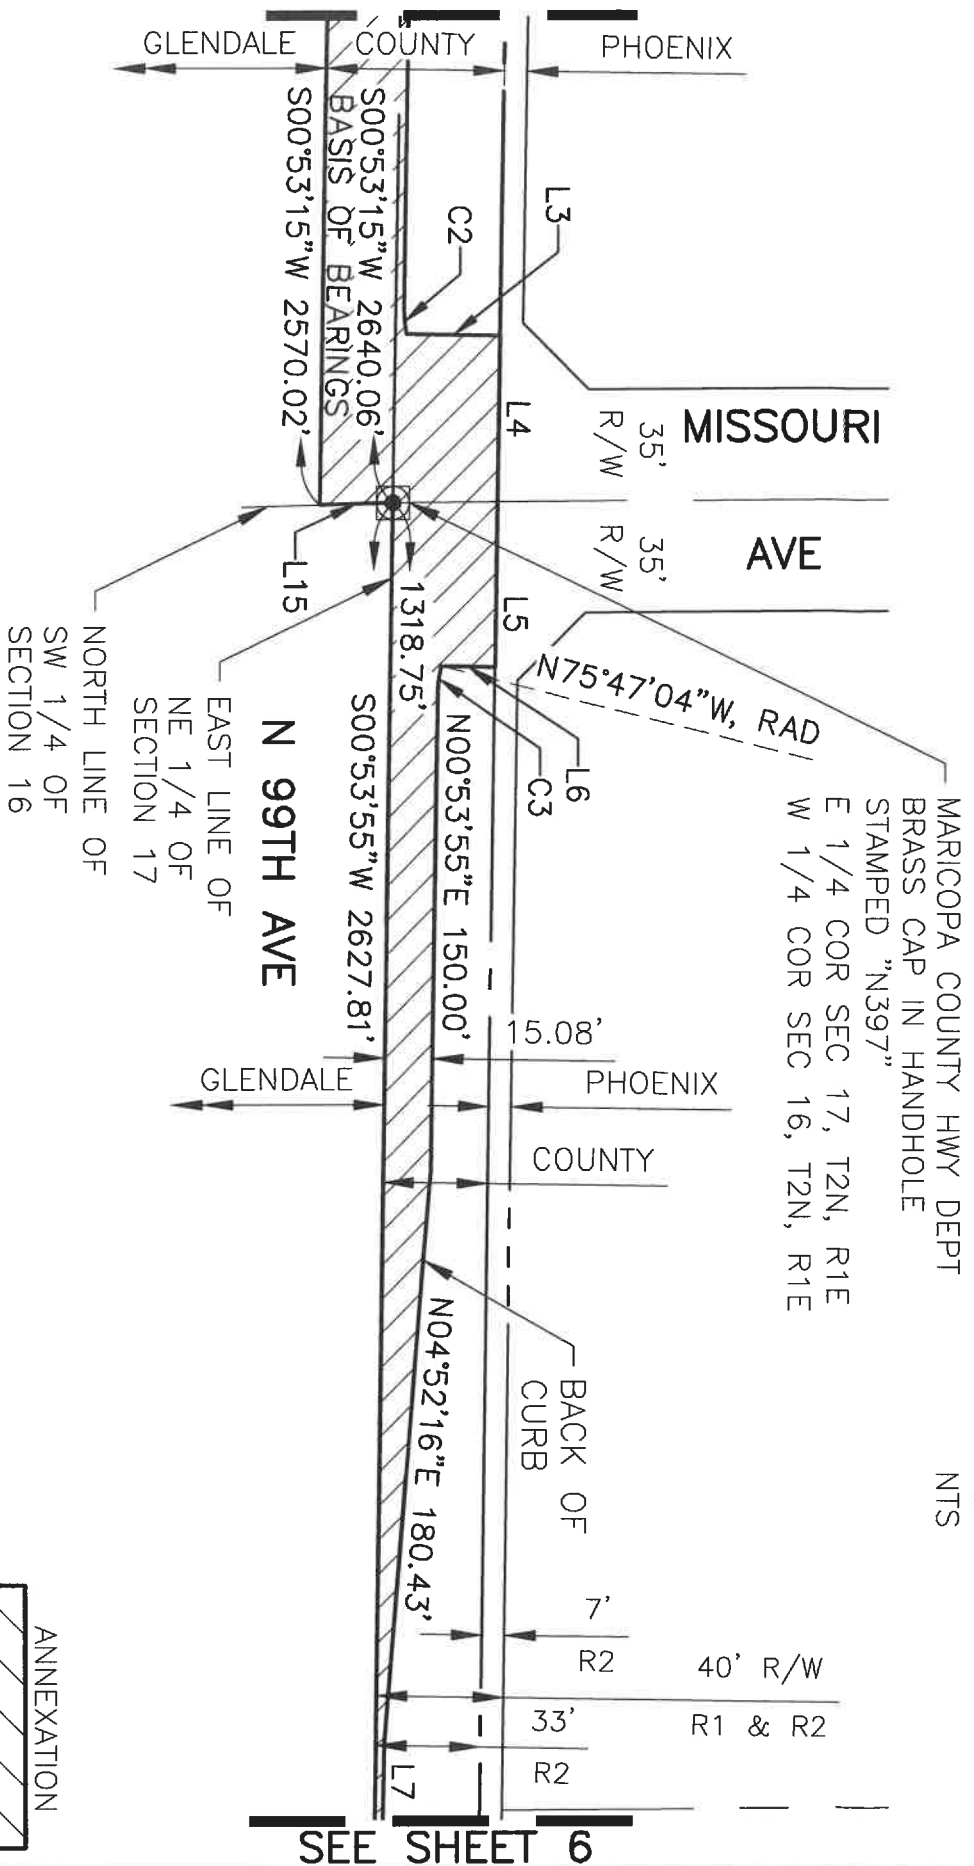 GLENDALE
COUNTY
PHOENIX
S00°53'15"W 2640.06'
BASIS OF BEARINGS
S00°53'15"W 2570.02'
L3
C2
L4
MISSOURI
35'
R/W
AVE
35'
R/W
L5
L15
1318.75'
N75°47'04"W, RAD
L6
C3
MARICOPA COUNTY HWY DEPT
BRASS CAP IN HANDHOLE
STAMPED "N397"
E 1/4 COR SEC 17, T2N, R1E
W 1/4 COR SEC 16, T2N, R1E
NTS
NORTH LINE OF
SW 1/4 OF
SECTION 16
EAST LINE OF
NE 1/4 OF
SECTION 17
N 99TH AVE
N00°53'55"E 150.00'
S00°53'55"W 2627.81'
15.08'
GLENDALE
PHOENIX
COUNTY
BACK OF
CURB
N04°52'16"E 180.43'
7'
R2
40' R/W
R1 & R2
33'
R2
L7
SEE SHEET 6
ANNEXATION